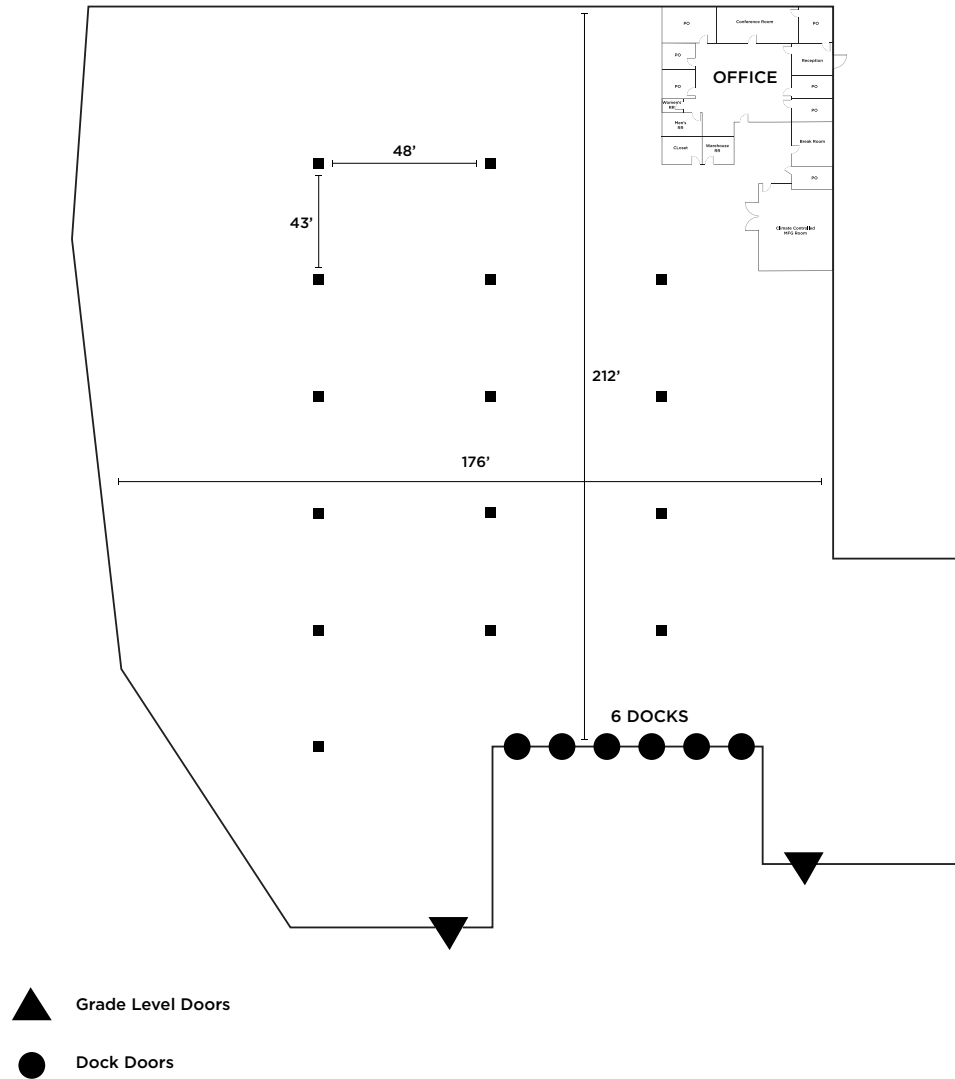 PO
Conference Room
PO
PO
Reception
OFFICE
PO
PO
Women's
RR
PO
Men's
RR
Break Room
CLoset
Warehouse
RR
PO
Climate Controlled
MFG Room
48’
43’
212’
176’
6 DOCKS
Grade Level Doors
Dock Doors